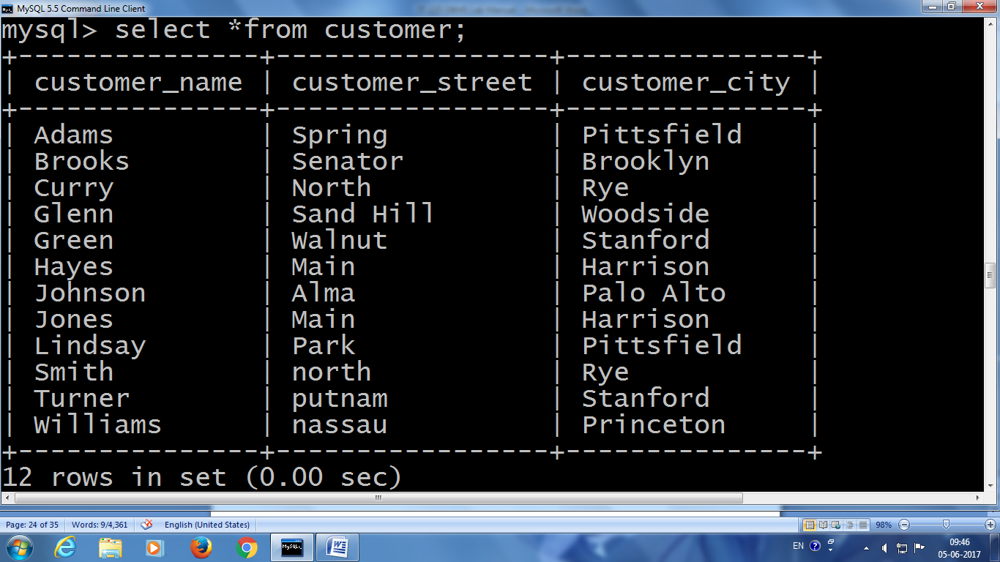 MySQL 5.5 Command Line Client
mysql> select *from customer;
+---------------+-----------------+---------------+
| customer_name | customer_street | customer_city |
+---------------+-----------------+---------------+
| Adams         | Spring          | Pittsfield    |
| Brooks        | Senator         | Brooklyn      |
| Curry         | North           | Rye           |
| Glenn         | Sand Hill       | Woodside      |
| Green         | Walnut          | Stanford      |
| Hayes         | Main            | Harrison      |
| Johnson       | Alma            | Palo Alto     |
| Jones         | Main            | Harrison      |
| Lindsay       | Park            | Pittsfield    |
| Smith         | north           | Rye           |
| Turner        | putnam          | Stanford      |
| Williams      | nassau          | Princeton     |
+---------------+-----------------+---------------+
12 rows in set (0.00 sec)
Page: 24 of 35 Words: 9/4,361 English (United States) 98%
MySQL EN 09:46
05-06-2017